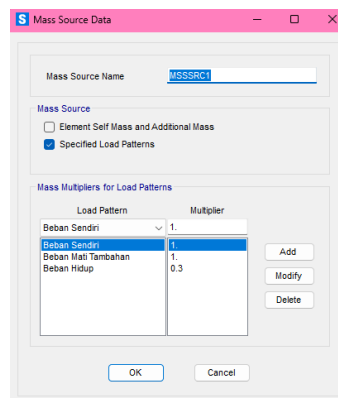 S Mass Source Data
Mass Source Name MSSSRC1
Mass Source
Element Self Mass and Additional Mass
Specified Load Patterns
Mass Multipliers for Load Patterns
Load Pattern Multiplier
Beban Sendiri 1.
Beban Sendiri 1.
Beban Mati Tambahan 1.
Beban Hidup 0.3
Add
Modify
Delete
OK Cancel